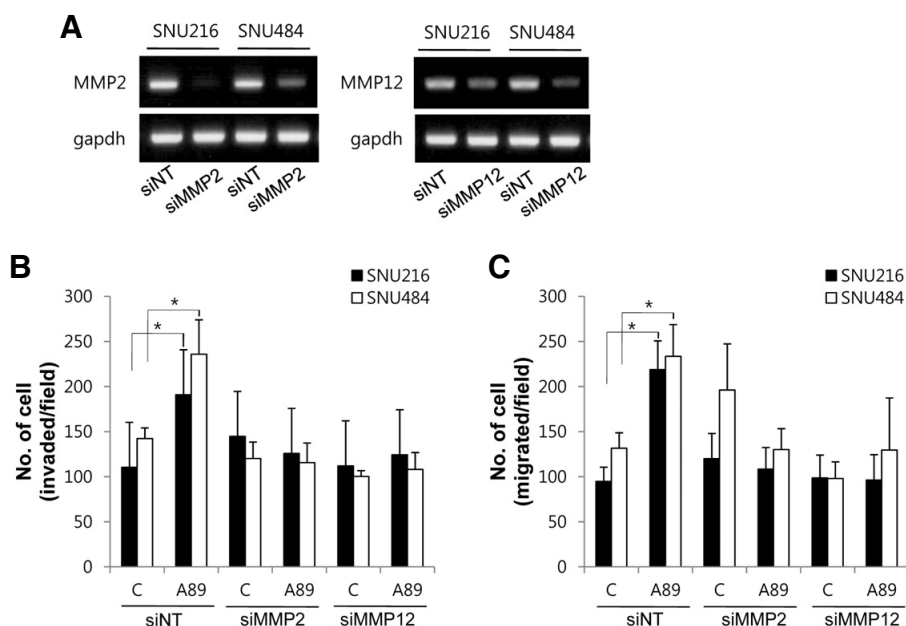 A
SNU216 SNU484
MMP2
gapdh
siNT siMMP2 siNT siMMP2
SNU216 SNU484
MMP12
gapdh
siNT siMMP12 siNT siMMP12
B
SNU216
SNU484
No. of cell
(invaded/field)
300
250
200
150
100
50
0
* *
C A89 C A89 C A89
siNT siMMP2 siMMP12
C
SNU216
SNU484
No. of cell
(migrated/field)
300
250
200
150
100
50
0
* *
C A89 C A89 C A89
siNT siMMP2 siMMP12